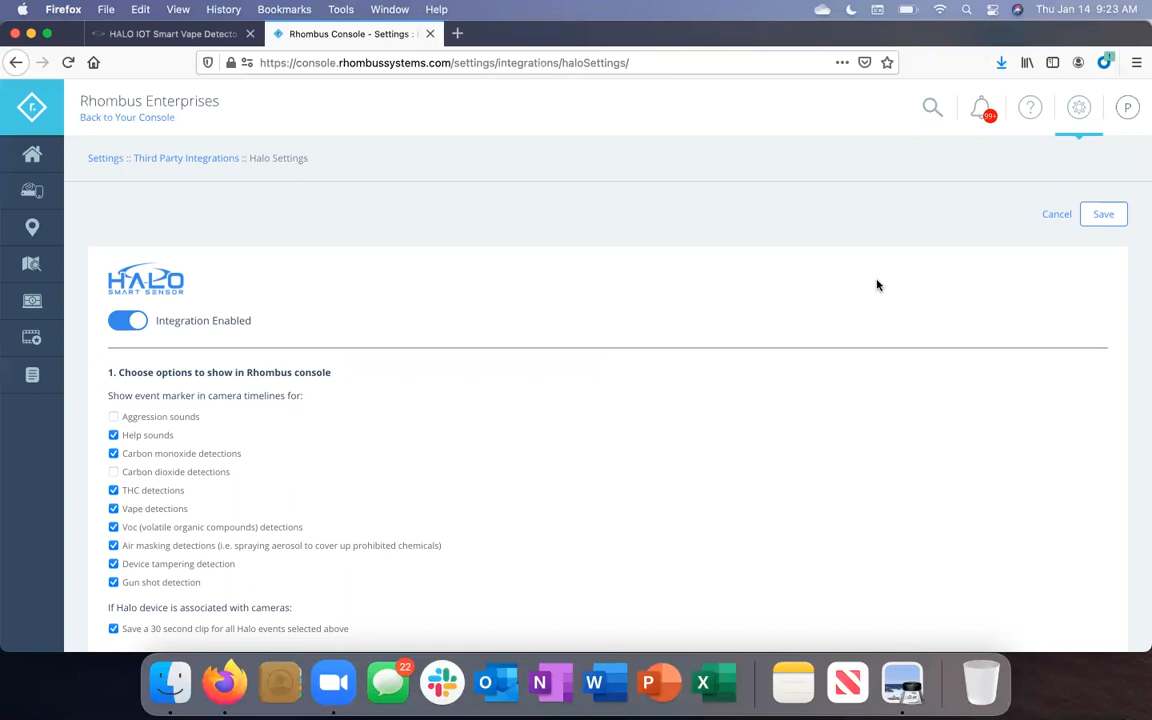 Firefox File Edit View History Bookmarks Tools Window Help Thu Jan 14 9:23 AM
HALO IOT Smart Vape Detecto Rhombus Console - Settings :
https://console.rhombussystems.com/settings/integrations/haloSettings/
r.
Rhombus Enterprises
Back to Your Console
99+
P
Settings :: Third Party Integrations :: Halo Settings
Cancel Save
HALO
SMART SENSOR
Integration Enabled
1. Choose options to show in Rhombus console
Show event marker in camera timelines for:
Aggression sounds
Help sounds
Carbon monoxide detections
Carbon dioxide detections
THC detections
Vape detections
Voc (volatile organic compounds) detections
Air masking detections (i.e. spraying aerosol to cover up prohibited chemicals)
Device tampering detection
Gun shot detection
If Halo device is associated with cameras:
Save a 30 second clip for all Halo events selected above
22
O N W P X